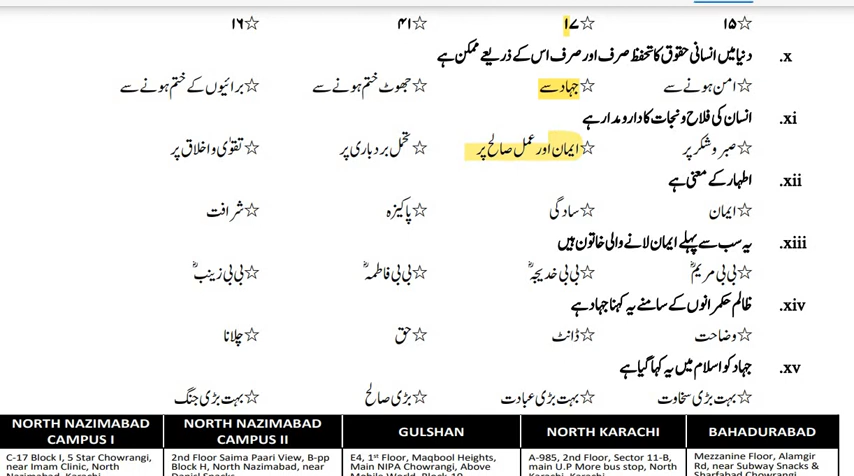 ☆۱۵ ☆۱۷ ☆۴۱ ☆۱۶
x. دنیا میں انسانی حقوق کا تحفظ صرف اور صرف اس کے ذریعے ممکن ہے
☆امن ہونے سے ☆جہاد سے ☆جھوٹ ختم ہونے سے ☆برائیوں کے ختم ہونے سے
xi. انسان کی فلاح و نجات کا دارومدار ہے
☆صبر و شکر پر ☆ایمان اور عمل صالح پر ☆تحمل بردباری پر ☆تقوٰی و اخلاق پر
xii. اطہار کے معنی ہے
☆ایمان ☆سادگی ☆پاکیزہ ☆شرافت
xiii. یہ سب سے پہلے ایمان لانے والی خاتون ہیں
☆بی بی مریمؓ ☆بی بی خدیجہؓ ☆بی بی فاطمہؓ ☆بی بی زینبؓ
xiv. ظالم حکمرانوں کے سامنے یہ کہنا جہاد ہے
☆وضاحت ☆ڈانٹ ☆حق ☆چلانا
xv. جہاد کو اسلام میں یہ کہا گیا ہے
☆بہت بڑی سخاوت ☆بہت بڑی عبادت ☆بڑی صالح ☆بہت بڑی جنگ
NORTH NAZIMABAD CAMPUS I
C-17 Block I, 5 Star Chowrangi,
near Imam Clinic, North
Nazimabad, Karachi
NORTH NAZIMABAD CAMPUS II
2nd Floor Saima Paari View, B-pp
Block H, North Nazimabad, near
GULSHAN
E4, 1st Floor, Maqbool Heights,
Main NIPA Chowrangi, Above
NORTH KARACHI
A-985, 2nd Floor, Sector 11-B,
main U.P More bus stop, North
BAHADURABAD
Mezzanine Floor, Alamgir
Rd, near Subway Snacks &
Sharfabad Chowrangi